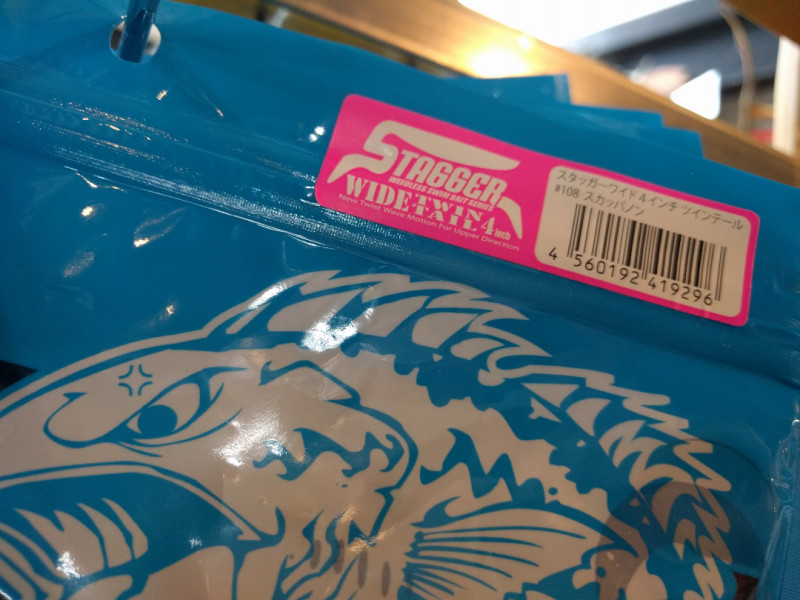 STAGGER
WEEDLESS SWIM BAIT SERIES
WIDE TWIN TAIL 4 inch
New Twist Wave Motion For Upper Direction
スタッガーワイド 4 インチ ツインテール
#108 スカッパノン
4 560192 419296